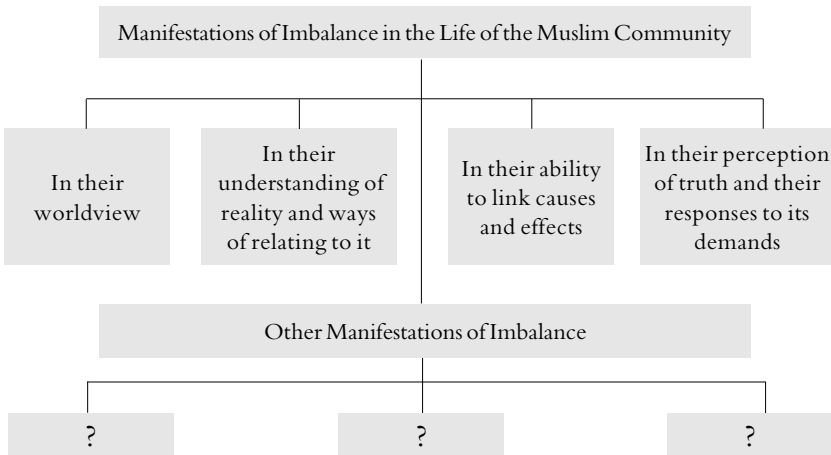 Manifestations of Imbalance in the Life of the Muslim Community
In their
worldview
In their
understanding of
reality and ways
of relating to it
In their ability
to link causes
and effects
In their perception
of truth and their
responses to its
demands
Other Manifestations of Imbalance
?
?
?